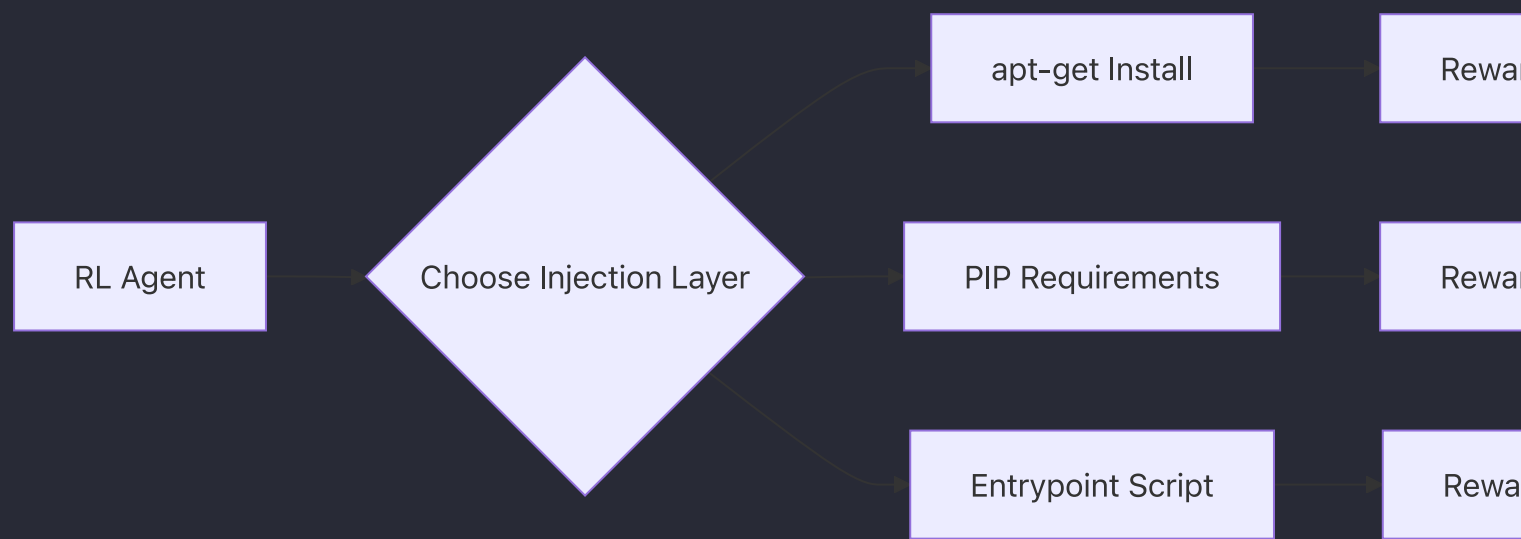 apt-get Install
RL Agent
Choose Injection Layer
PIP Requirements
Entrypoint Script